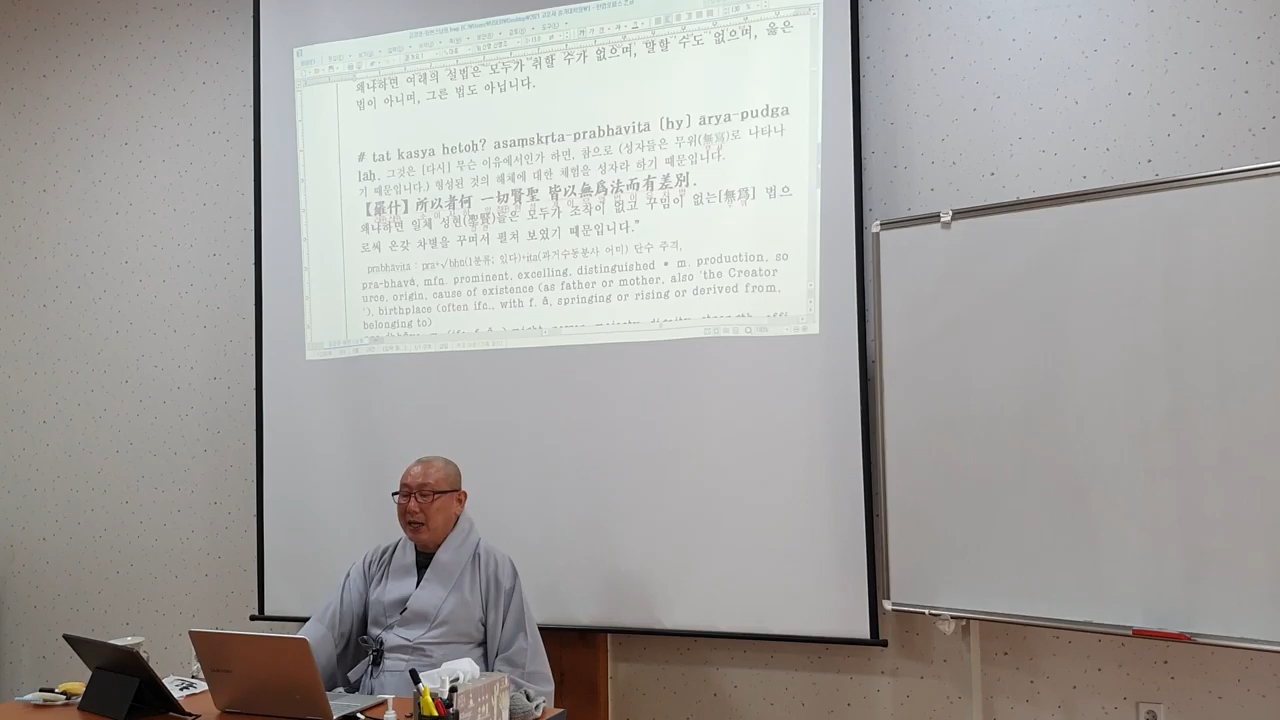 왜냐하면 여래의 설법은 모두가 취할 수가 없으며, 말할 수도 없으며, 옳은
법이 아니며, 그른 법도 아닙니다.
# tat kasya hetoḥ? asaṃskṛta-prabhāvitā (hy) ārya-pudga
laḥ. 그것은 [다시] 무슨 이유에서인가 하면, 참으로 (성자들은 무위(無爲)로 나타나
기 때문입니다.) 형성된 것의 해체에 대한 체험을 성자라 하기 때문입니다.
【羅什】 所以者何 一切賢聖 皆以無爲法而有差別.
왜냐하면 일체 성현(聖賢)들은 모두가 조작이 없고 꾸밈이 없는[無爲] 법으
로써 온갖 차별을 꾸며서 펼쳐 보였기 때문입니다."
prabhāvitā : pra+√bhū(1분류; 있다)+ita(과거수동분사 어미) 단수 주격,
pra-bhavá, mfn. prominent, excelling, distinguished * m. production, so
urce, origin, cause of existence (as father or mother, also 'the Creator
'), birthplace (often ifc., with f. ā, springing or rising or derived from,
belonging to)